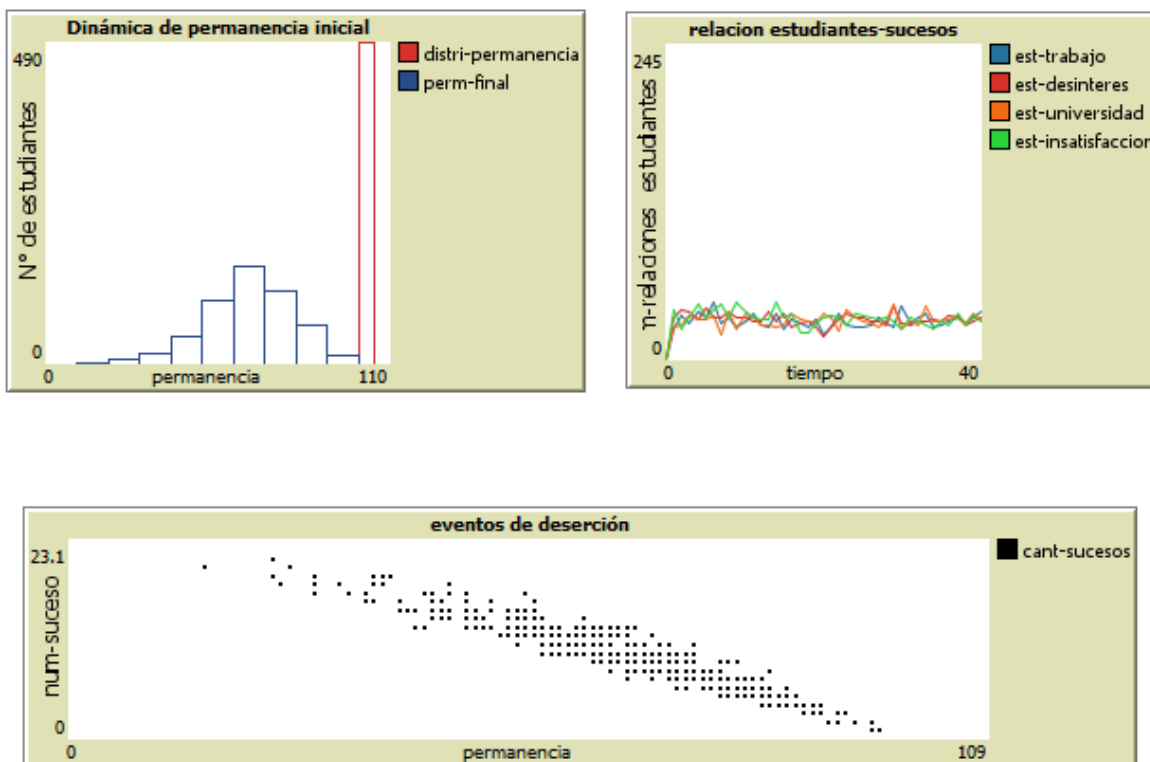 Dinámica de permanencia inicial
490
N° de estudiantes
0
0
permanencia
110
distri-permanencia
perm-final
relacion estudiantes-sucesos
245
n-relaciones estudiantes
0
0
tiempo
40
est-trabajo
est-desinteres
est-universidad
est-insatisfaccion
eventos de deserción
23.1
num-suceso
0
0
permanencia
109
cant-sucesos